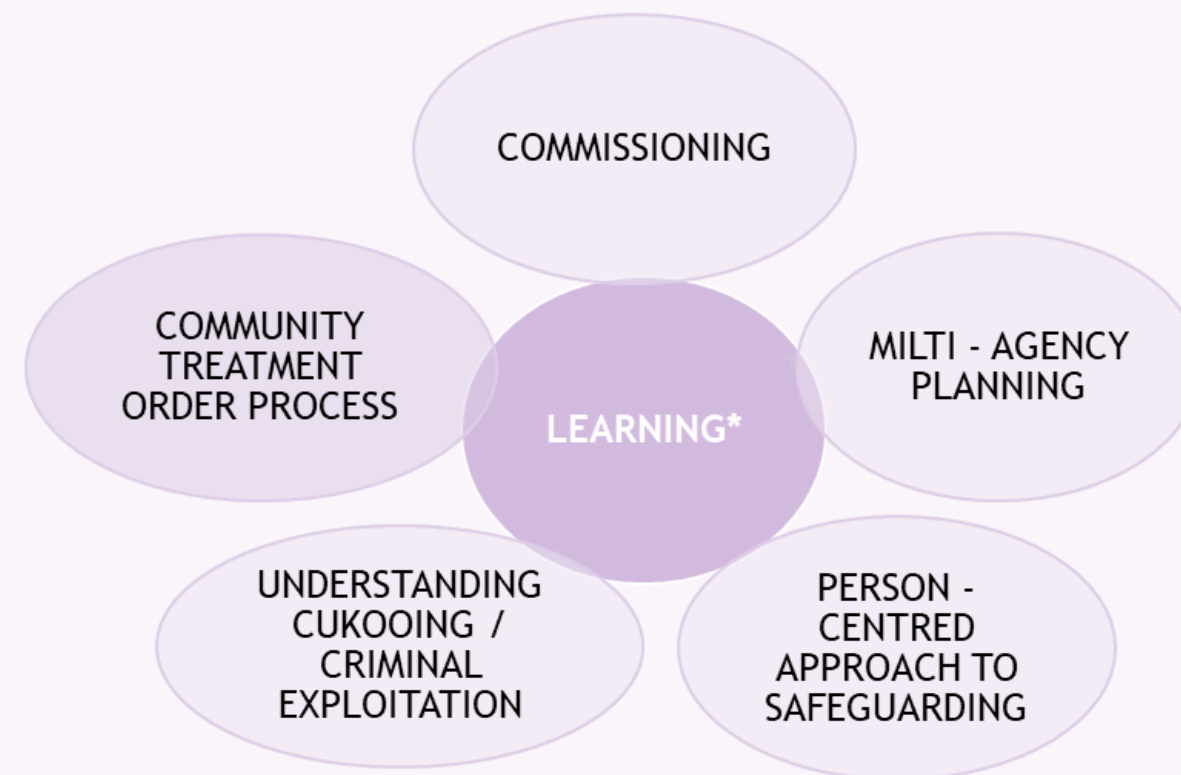 COMMISSIONING
COMMUNITY
TREATMENT
ORDER PROCESS
MILTI - AGENCY
PLANNING
LEARNING*
UNDERSTANDING
CUKOOING /
CRIMINAL
EXPLOITATION
PERSON -
CENTRED
APPROACH TO
SAFEGUARDING